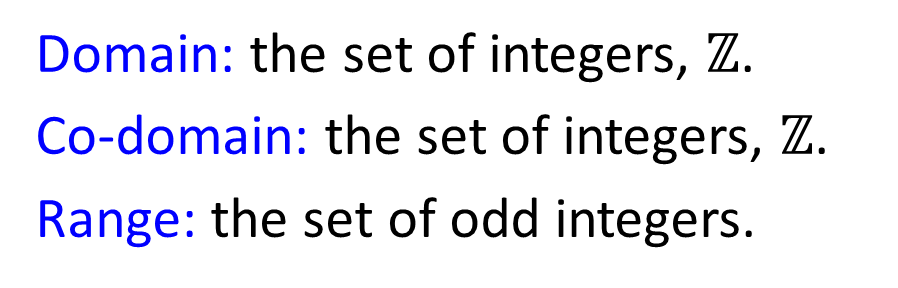 Domain: the set of integers, ℤ.
Co-domain: the set of integers, ℤ.
Range: the set of odd integers.